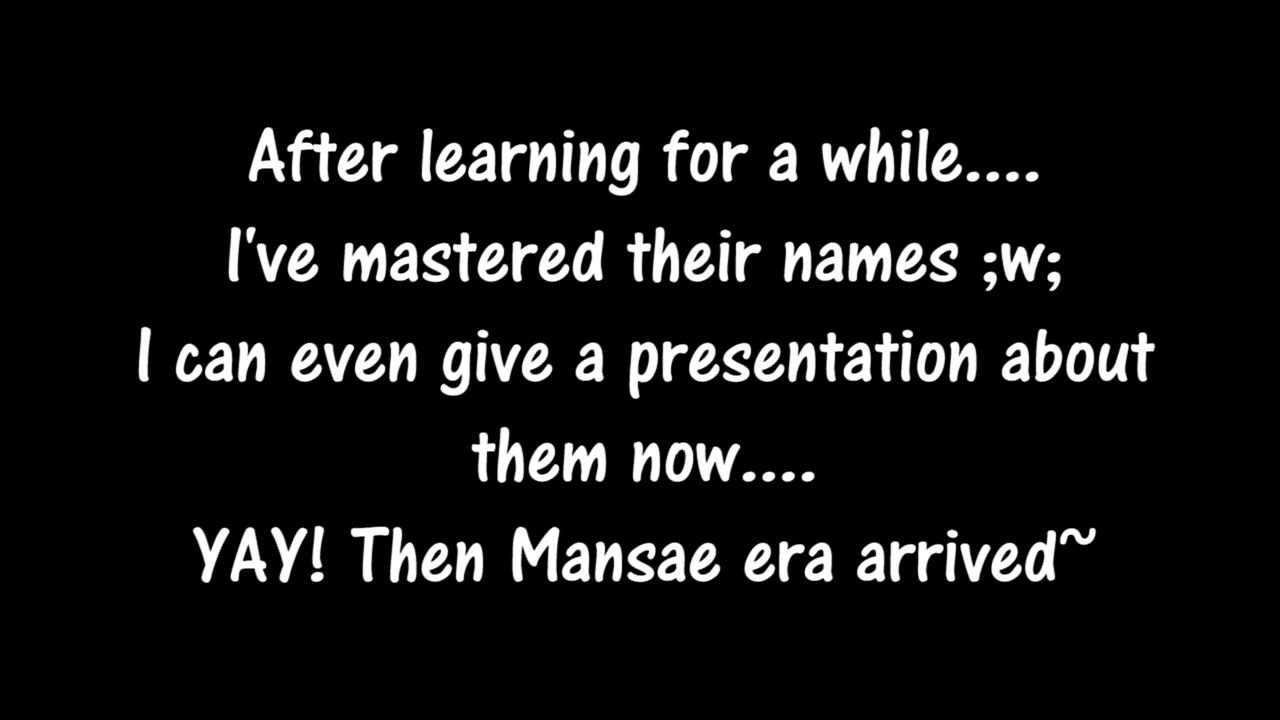 After learning for a while....
I've mastered their names ;w;
I can even give a presentation about
them now....
YAY! Then Mansae era arrived~